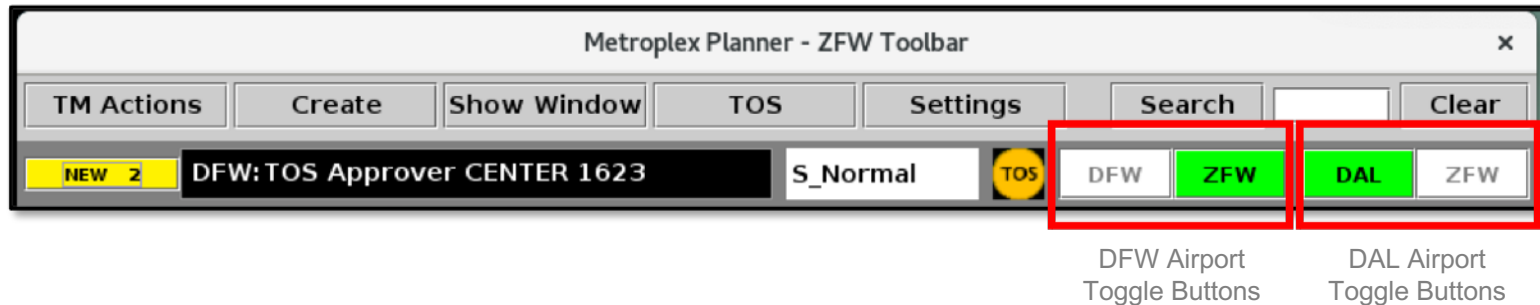 Metroplex Planner - ZFW Toolbar ×
TM Actions Create Show Window TOS Settings Search Clear
NEW 2 DFW:TOS Approver CENTER 1623 S_Normal TOS DFW ZFW DAL ZFW
DFW Airport DAL Airport
Toggle Buttons Toggle Buttons